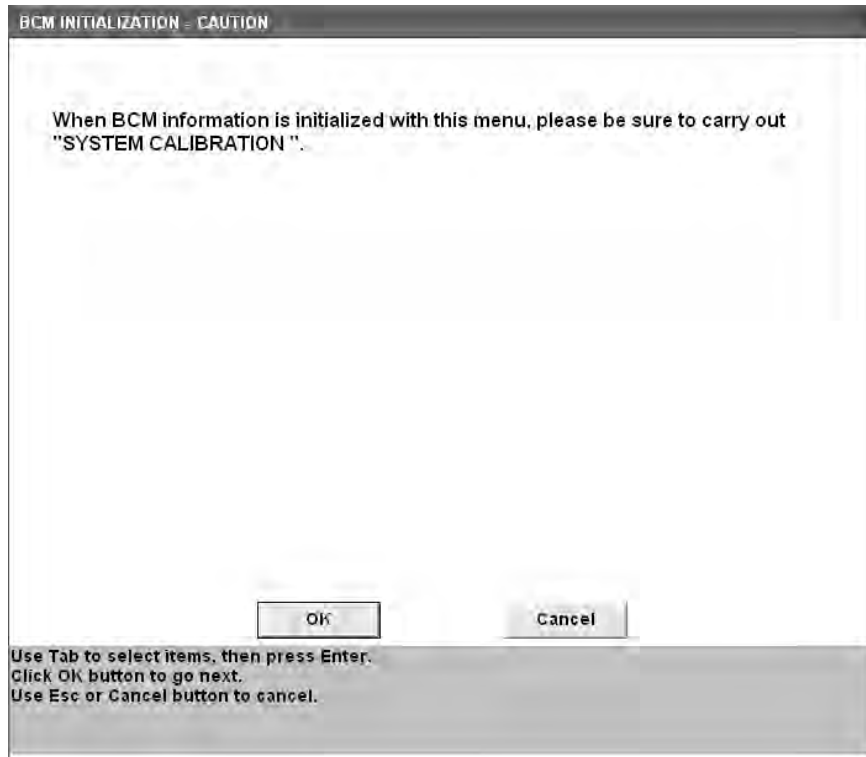 BCM INITIALIZATION - CAUTION
When BCM information is initialized with this menu, please be sure to carry out
"SYSTEM CALIBRATION ".
OK
Cancel
Use Tab to select items, then press Enter.
Click OK button to go next.
Use Esc or Cancel button to cancel.